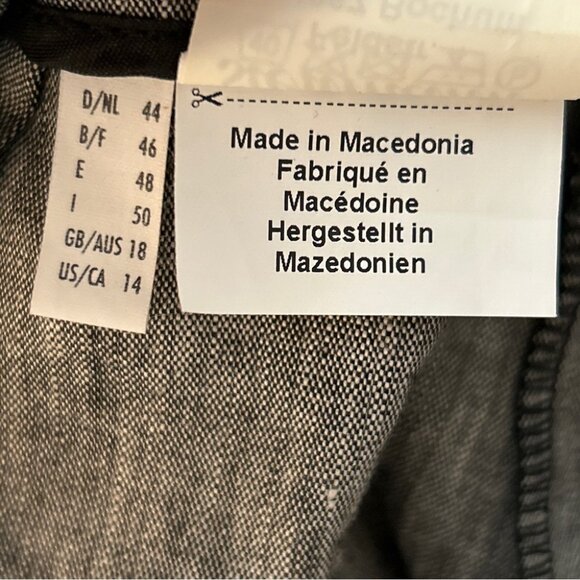 D/NL 44
B/F 46
E 48
I 50
GB/AUS 18
US/CA 14
Made in Macedonia
Fabriqué en
Macédoine
Hergestellt in
Mazedonien